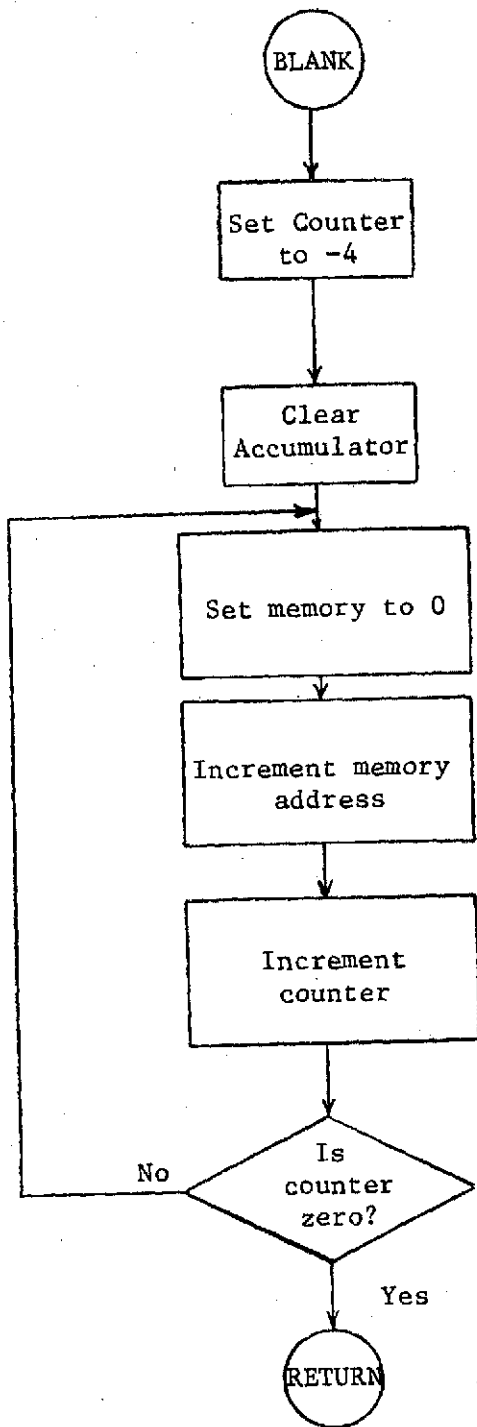 BLANK
Set Counter
to -4
Clear
Accumulator
Set memory to 0
Increment memory
address
Increment
counter
Is
counter
zero?
No
Yes
RETURN